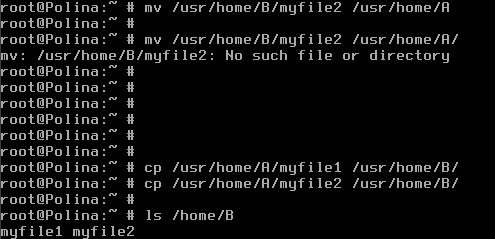 root@Polina:~ # mv /usr/home/B/myfile2 /usr/home/A
root@Polina:~ #
root@Polina:~ # mv /usr/home/B/myfile2 /usr/home/A/
mv: /usr/home/B/myfile2: No such file or directory
root@Polina:~ #
root@Polina:~ #
root@Polina:~ #
root@Polina:~ #
root@Polina:~ #
root@Polina:~ #
root@Polina:~ # cp /usr/home/A/myfile1 /usr/home/B/
root@Polina:~ # cp /usr/home/A/myfile2 /usr/home/B/
root@Polina:~ #
root@Polina:~ # ls /home/B
myfile1 myfile2